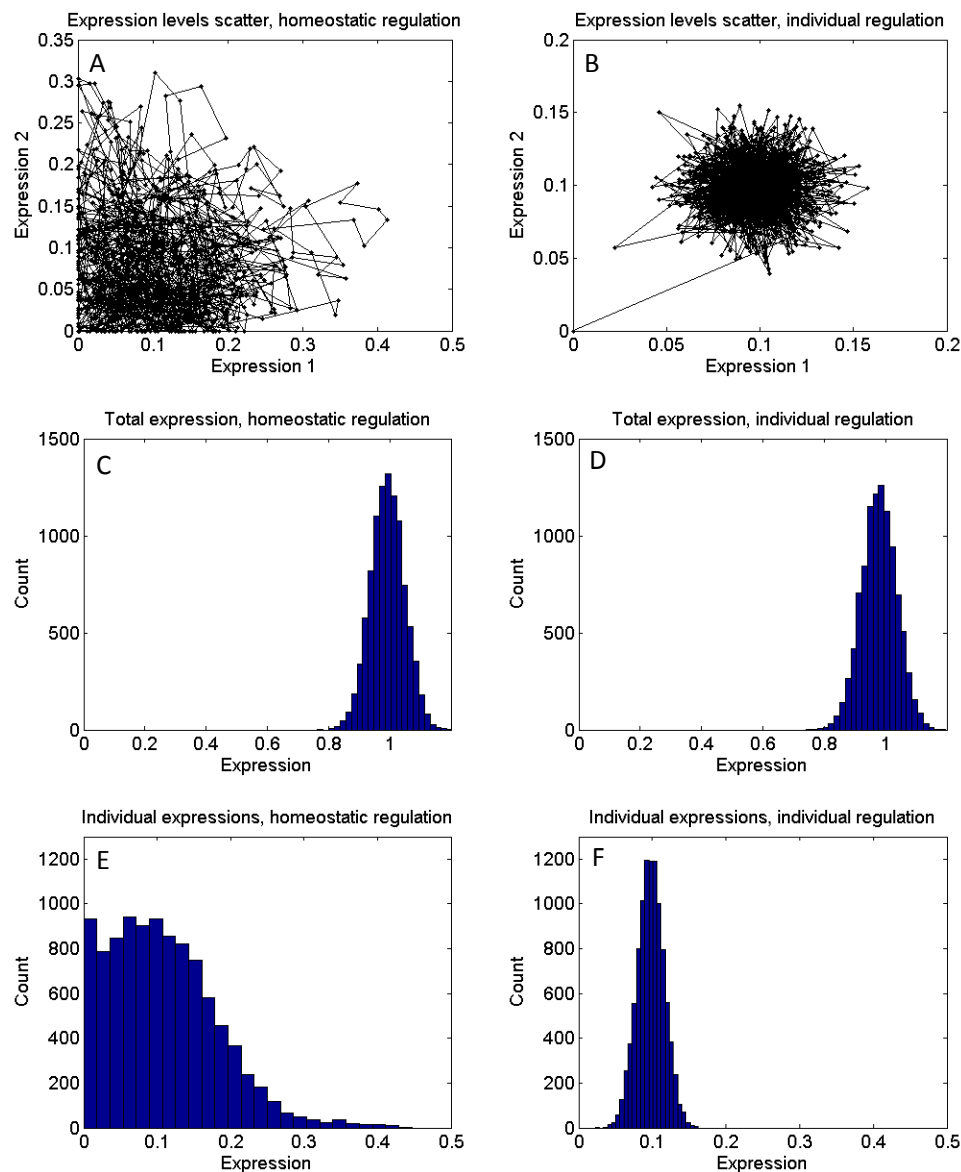 Expression levels scatter, homeostatic regulation
A
0.35
0.3
0.25
0.2
0.15
0.1
0.05
0
Expression 2
0 0.1 0.2 0.3 0.4 0.5
Expression 1
Expression levels scatter, individual regulation
B
0.2
0.15
0.1
0.05
0
Expression 2
0 0.05 0.1 0.15 0.2
Expression 1
Total expression, homeostatic regulation
C
1500
1000
500
0
Count
0 0.2 0.4 0.6 0.8 1
Expression
Total expression, individual regulation
D
1500
1000
500
0
Count
0 0.2 0.4 0.6 0.8 1
Expression
Individual expressions, homeostatic regulation
E
1200
1000
800
600
400
200
0
Count
0 0.1 0.2 0.3 0.4 0.5
Expression
Individual expressions, individual regulation
F
1200
1000
800
600
400
200
0
Count
0 0.1 0.2 0.3 0.4 0.5
Expression